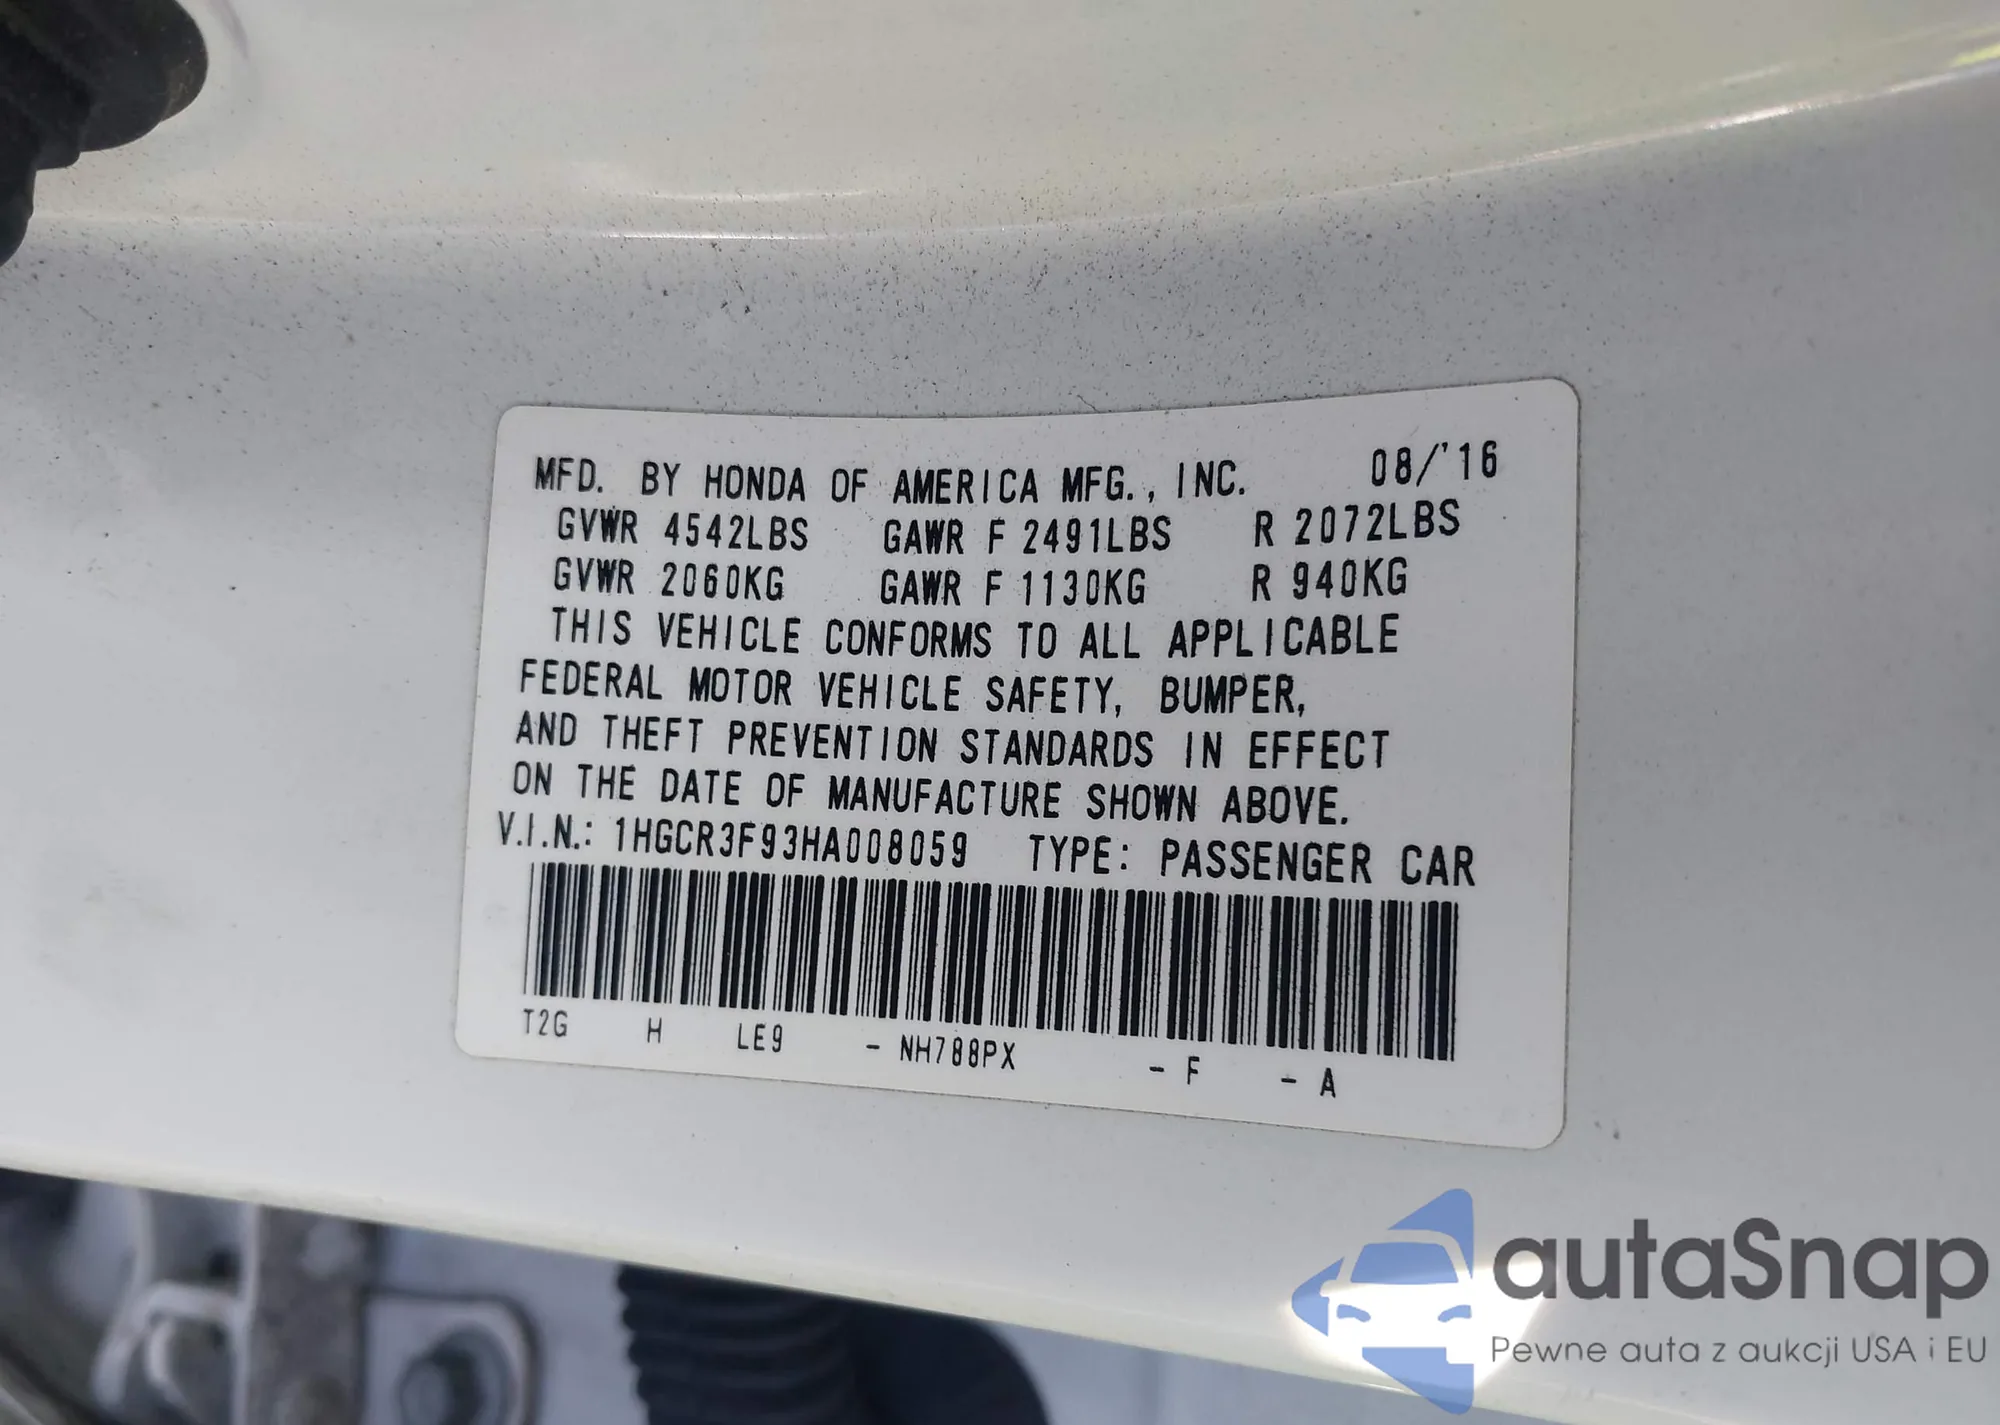 MFD. BY HONDA OF AMERICA MFG., INC. 08/'16
GVWR 4542LBS GAWR F 2491LBS R 2072LBS
GVWR 2060KG GAWR F 1130KG R 940KG
THIS VEHICLE CONFORMS TO ALL APPLICABLE
FEDERAL MOTOR VEHICLE SAFETY, BUMPER,
AND THEFT PREVENTION STANDARDS IN EFFECT
ON THE DATE OF MANUFACTURE SHOWN ABOVE.
V.I.N.: 1HGCR3F93HA008059 TYPE: PASSENGER CAR
T2G H LE9 - NH788PX - F - A
autaSnap
Pewne auta z aukcji USA i EU